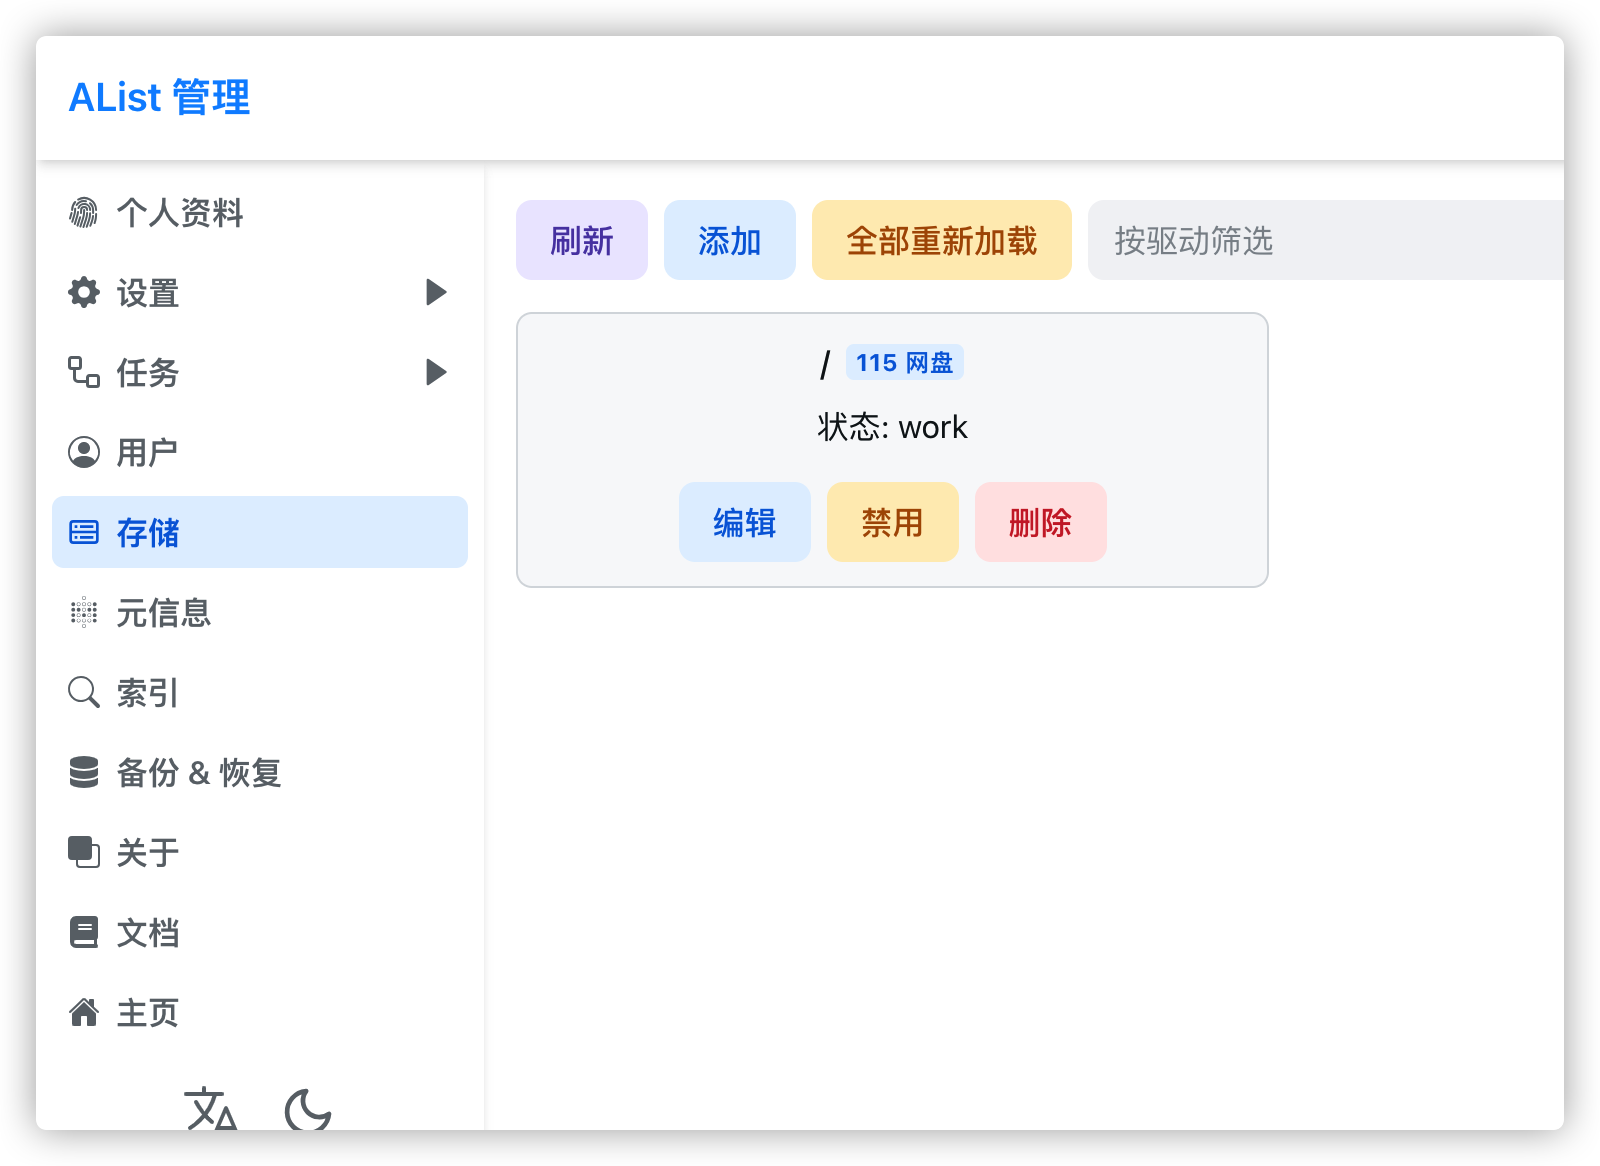 AList 管理
个人资料
设置
任务
用户
存储
元信息
索引
备份 & 恢复
关于
文档
主页
刷新 添加 全部重新加载 按驱动筛选
/ 115 网盘
状态: work
编辑 禁用 删除